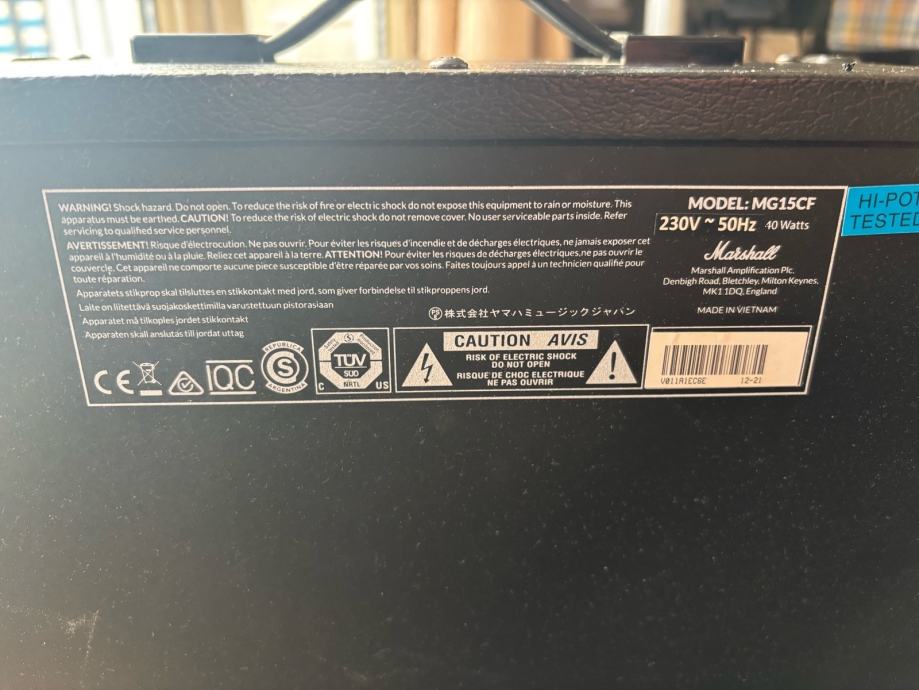 WARNING! Shock hazard. Do not open. To reduce the risk of fire or electric shock do not expose this equipment to rain or moisture. This
apparatus must be earthed. CAUTION! To reduce the risk of electric shock do not remove cover. No user serviceable parts inside. Refer
servicing to qualified service personnel.
AVERTISSEMENT! Risque d'électrocution. Ne pas ouvrir. Pour éviter les risques d'incendie et de décharges électriques, ne jamais exposer cet
appareil à l'humidité ou à la pluie. Reliez cet appareil à la terre. ATTENTION! Pour éviter les risques de décharges électriques,ne pas ouvrir le
couvercle. Cet appareil ne comporte aucune piece susceptible d'être réparée par vos soins. Faites toujours appel à un technicien qualifié pour
toute réparation.
Apparatets stikprop skal tilsluttes en stikkontakt med jord, som giver forbindelse til stikproppens jord.
Laite on liitettävä suojakoskettimilla varustettuun pistorasiaan
Apparatet må tilkoples jordet stikkontakt
Apparaten skall anslutas till jordat uttag
株式会社ヤマハミュージックジャパン
MODEL: MG15CF
230V ~ 50Hz 40 Watts
Marshall
Marshall Amplification Plc.
Denbigh Road, Bletchley, Milton Keynes,
MK1 1DQ, England
MADE IN VIETNAM
HI-POT
TESTED
CE
IQC
REPUBLICA
S
ARGENTINA
TÜV
SÜD
C NRTL US
CAUTION AVIS
RISK OF ELECTRIC SHOCK
DO NOT OPEN
RISQUE DE CHOC ELECTRIQUE
NE PAS OUVRIR
V011A1EC6E 12-21